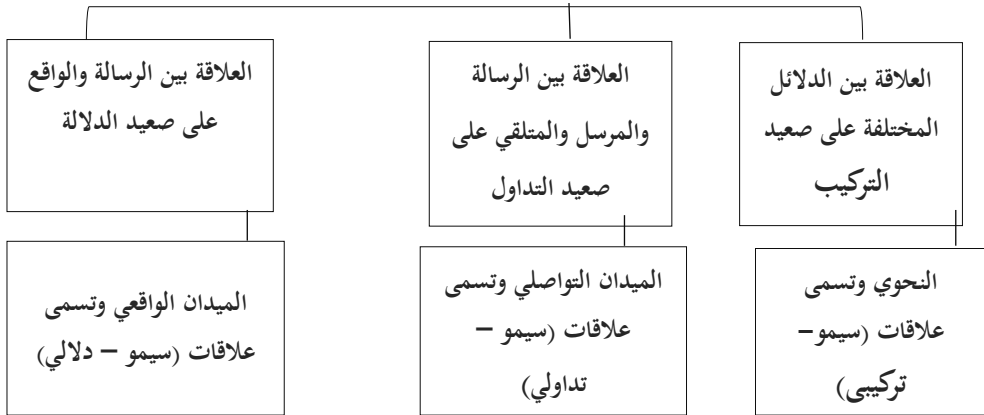 العلاقة بين الدلائل
المختلفة على صعيد
التركيب
العلاقة بين الرسالة
والمرسل والمتلقي على
صعيد التداول
العلاقة بين الرسالة والواقع
على صعيد الدلالة
النحوي وتسمى
علاقات (سيمو–
تركيبي)
الميدان التواصلي وتسمى
علاقات (سيمو –
تداولي)
الميدان الواقعي وتسمى
علاقات (سيمو – دلالي)